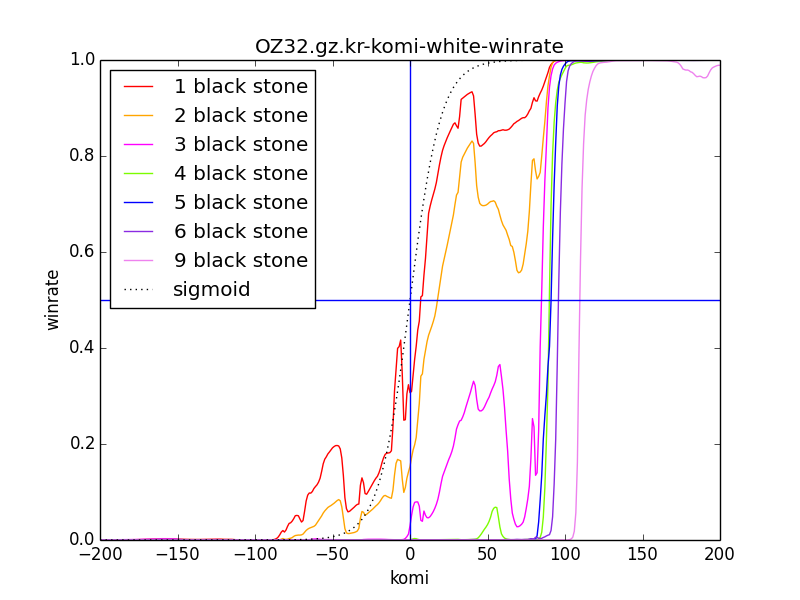 OZ32.gz.kr-komi-white-winrate
1.0
0.8
0.6
0.4
0.2
0.0
winrate
1 black stone
2 black stone
3 black stone
4 black stone
5 black stone
6 black stone
9 black stone
sigmoid
−200 −150 −100 −50 0 50 100 150 200
komi